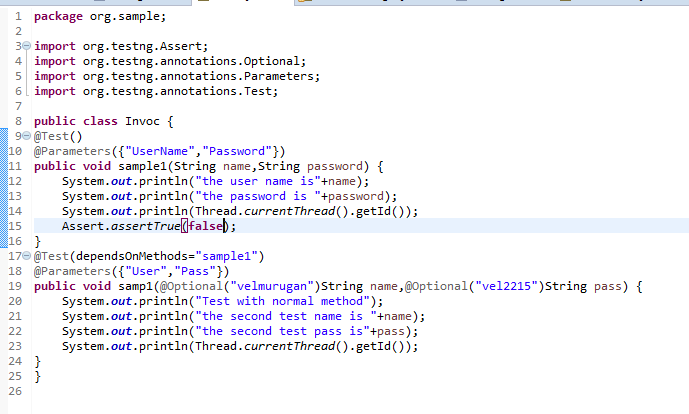 1 package org.sample;
2
3 import org.testng.Assert;
4 import org.testng.annotations.Optional;
5 import org.testng.annotations.Parameters;
6 import org.testng.annotations.Test;
7
8 public class Invoc {
9 @Test()
10 @Parameters({"UserName","Password"})
11 public void sample1(String name,String password) {
12     System.out.println("the user name is"+name);
13     System.out.println("the password is "+password);
14     System.out.println(Thread.currentThread().getId());
15     Assert.assertTrue(false);
16 }
17 @Test(dependsOnMethods="sample1")
18 @Parameters({"User","Pass"})
19 public void samp1(@Optional("velmurugan")String name,@Optional("vel2215")String pass) {
20     System.out.println("Test with normal method");
21     System.out.println("the second test name is "+name);
22     System.out.println("the second test pass is"+pass);
23     System.out.println(Thread.currentThread().getId());
24 }
25 }
26